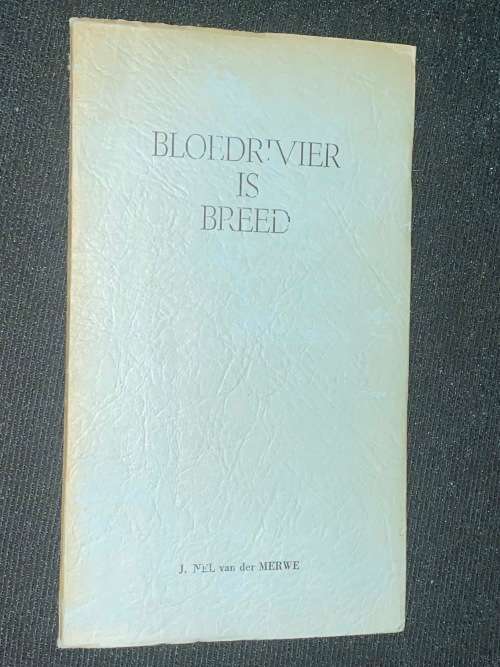 BLOEDRIVIER
IS
BREED
J. NEL van der MERWE